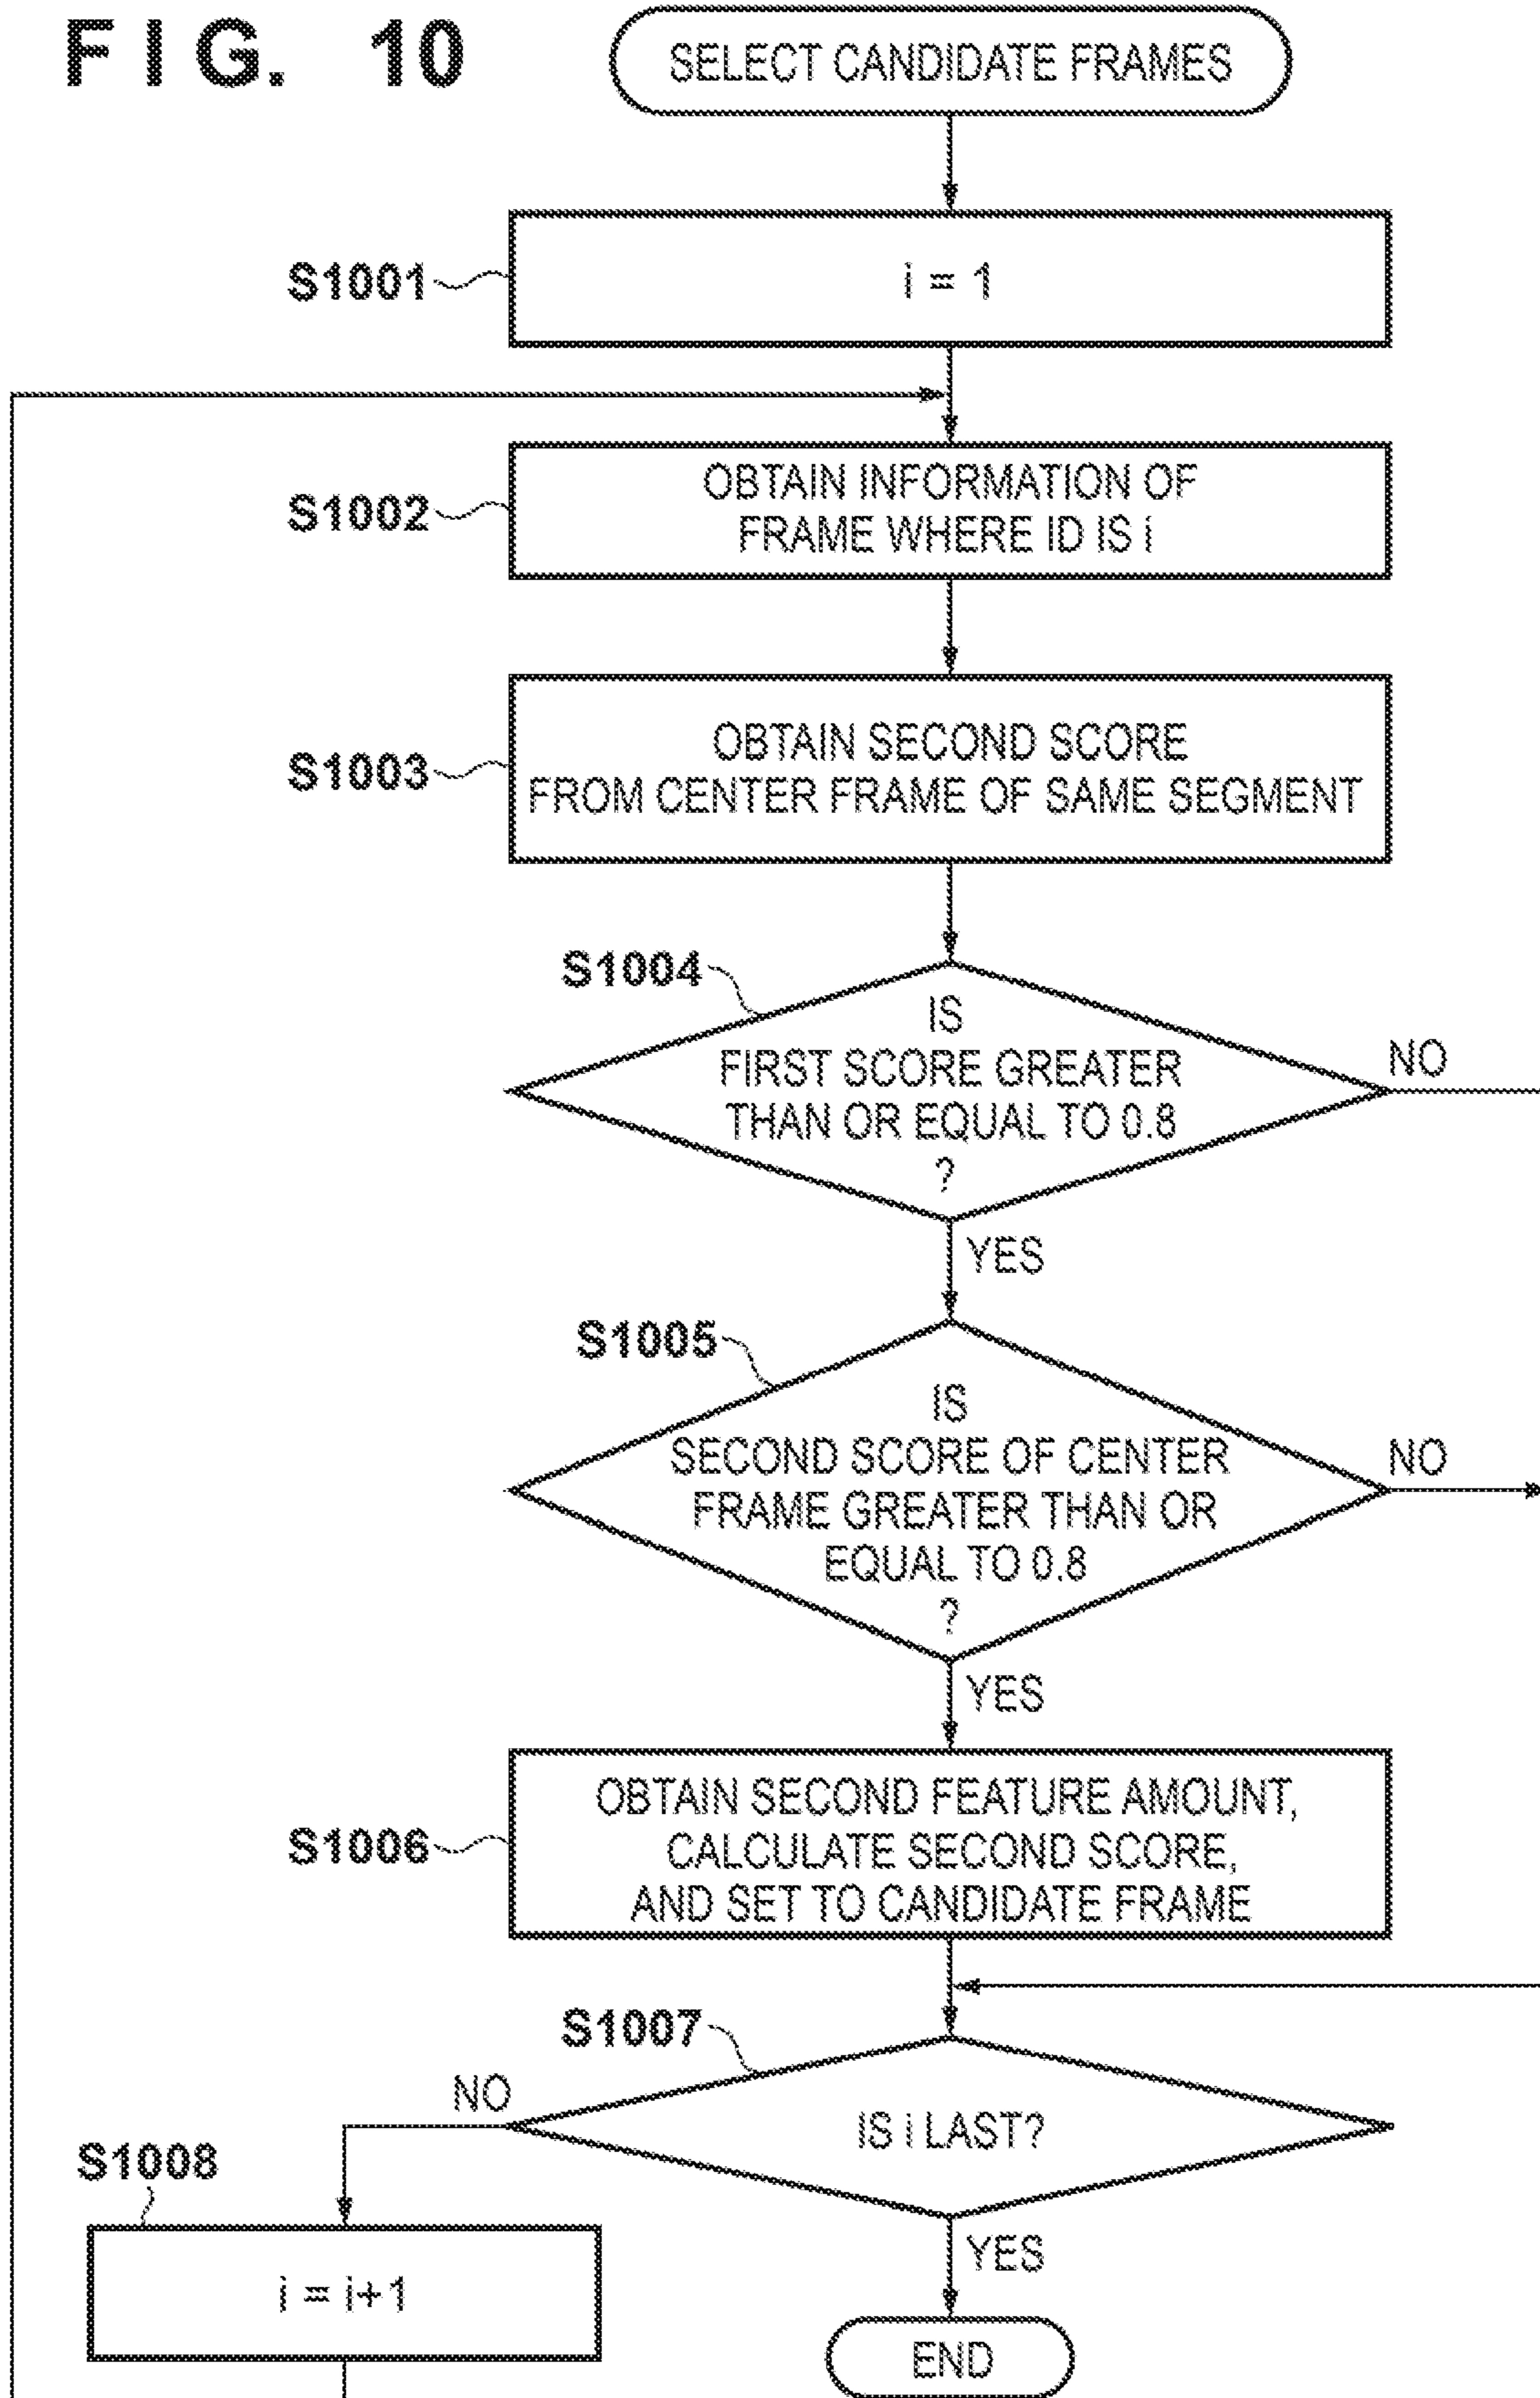 FIG. 10
SELECT CANDIDATE FRAMES
S1001
i = 1
S1002
OBTAIN INFORMATION OF
FRAME WHERE ID IS i
S1003
OBTAIN SECOND SCORE
FROM CENTER FRAME OF SAME SEGMENT
S1004
IS
FIRST SCORE GREATER
THAN OR EQUAL TO 0.8
?
NO
YES
S1005
IS
SECOND SCORE OF CENTER
FRAME GREATER THAN OR
EQUAL TO 0.8
?
NO
YES
S1006
OBTAIN SECOND FEATURE AMOUNT,
CALCULATE SECOND SCORE,
AND SET TO CANDIDATE FRAME
S1007
IS i LAST?
NO
YES
S1008
i = i+1
END